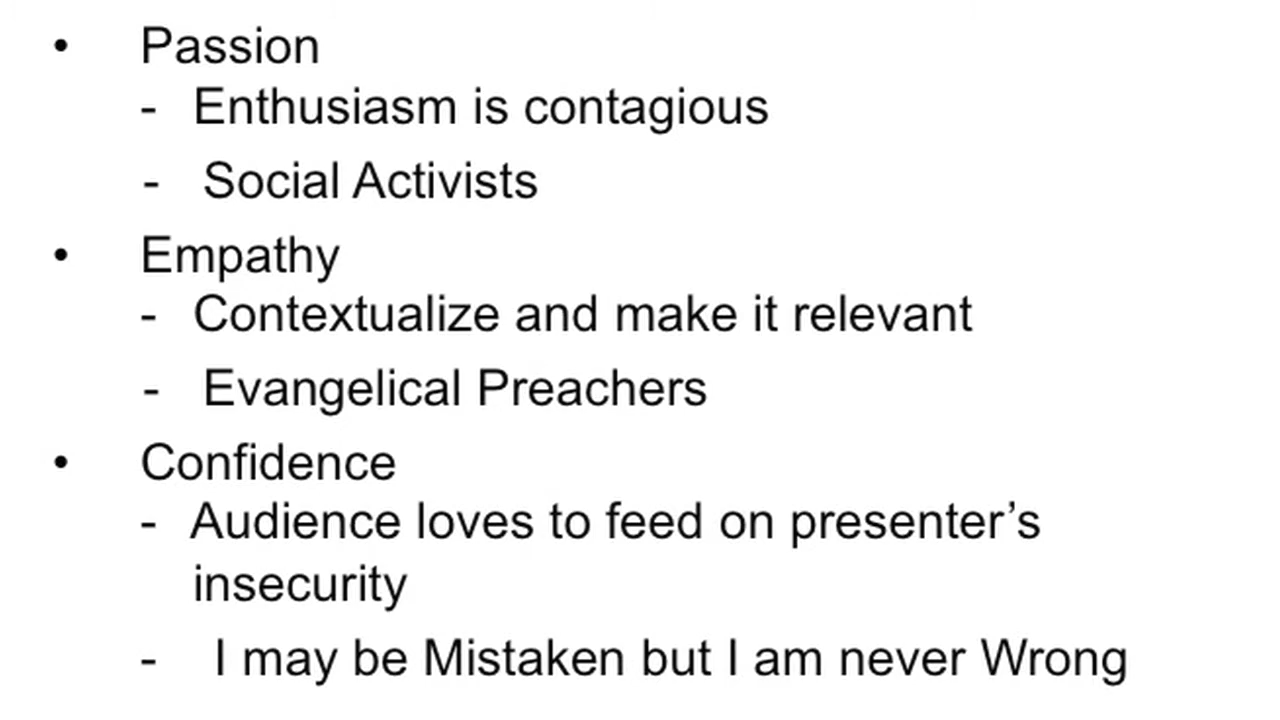 • Passion
- Enthusiasm is contagious
- Social Activists
• Empathy
- Contextualize and make it relevant
- Evangelical Preachers
• Confidence
- Audience loves to feed on presenter’s
insecurity
- I may be Mistaken but I am never Wrong